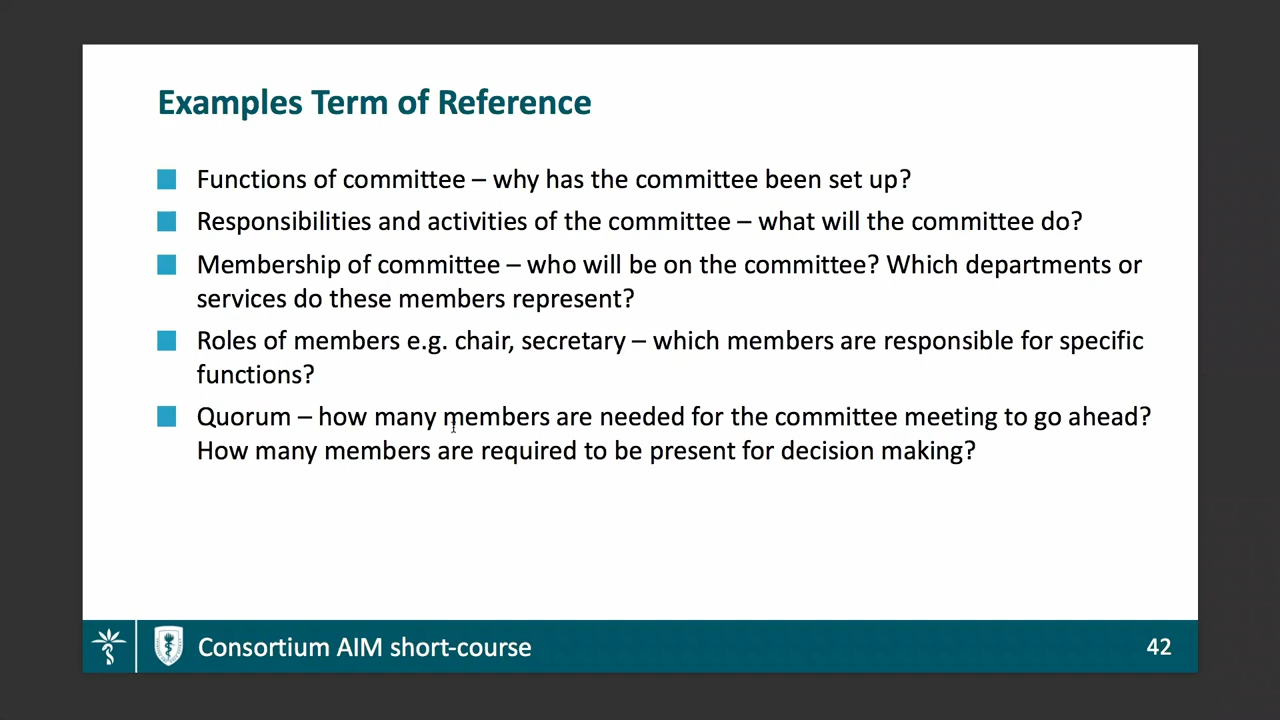 Examples Term of Reference
Functions of committee – why has the committee been set up?
Responsibilities and activities of the committee – what will the committee do?
Membership of committee – who will be on the committee? Which departments or
services do these members represent?
Roles of members e.g. chair, secretary – which members are responsible for specific
functions?
Quorum – how many members are needed for the committee meeting to go ahead?
How many members are required to be present for decision making?
Consortium AIM short-course
42